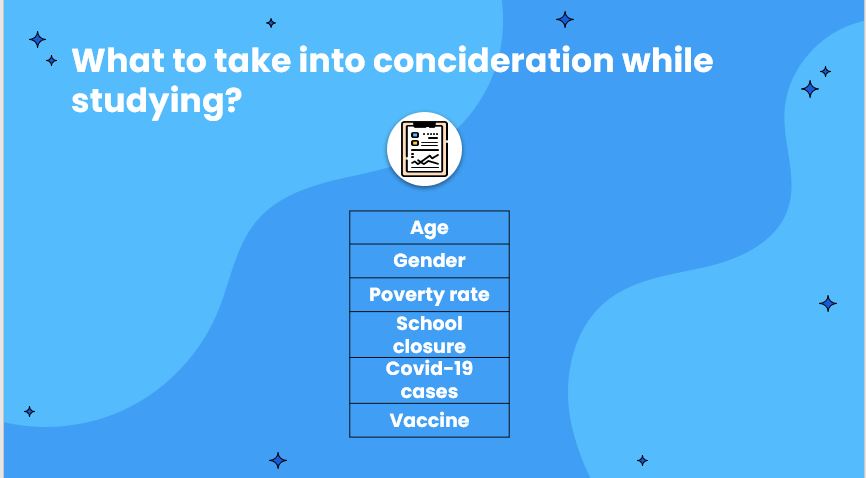 What to take into concideration while
studying?
Age
Gender
Poverty rate
School
closure
Covid-19
cases
Vaccine